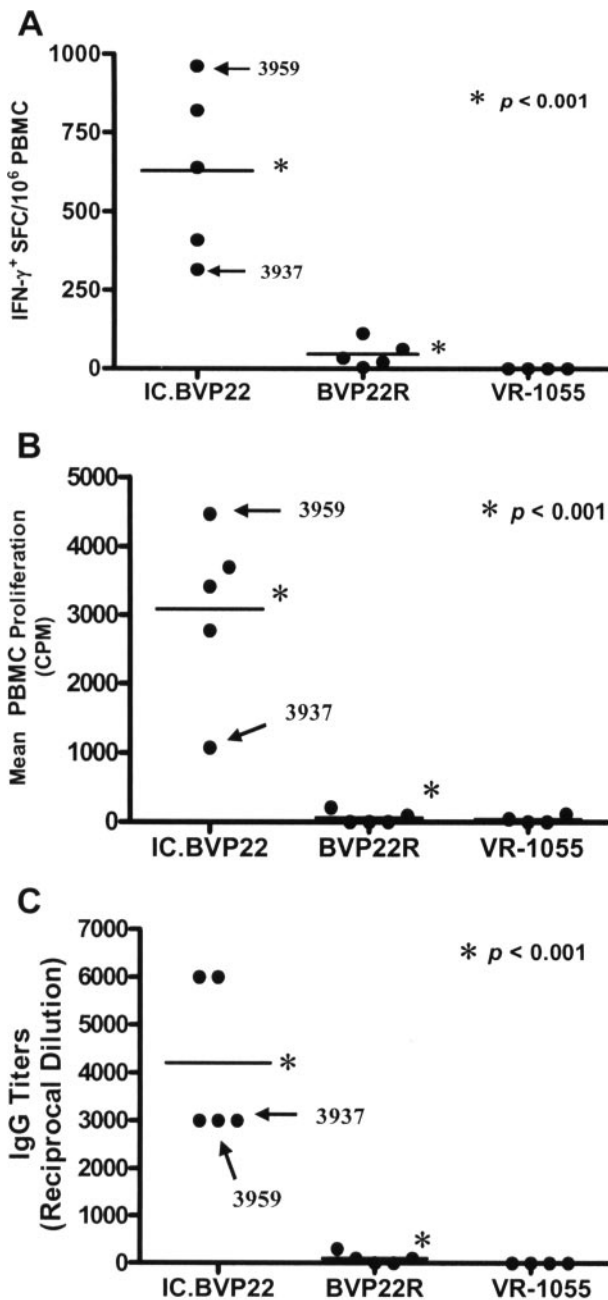 A
IFN-γ+ SFC/10⁶ PBMC
1000
750
500
250
0
3959
* p < 0.001
*
3937
*
IC.BVP22 BVP22R VR-1055
B
Mean PBMC Proliferation
(CPM)
5000
4000
3000
2000
1000
0
3959
* p < 0.001
*
3937
*
IC.BVP22 BVP22R VR-1055
C
IgG Titers
(Reciprocal Dilution)
7000
6000
5000
4000
3000
2000
1000
0
* p < 0.001
*
3937
3959
*
IC.BVP22 BVP22R VR-1055